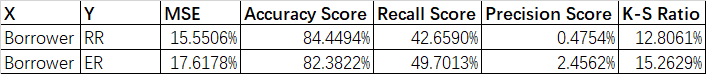 X Y MSE Accuracy Score Recall Score Precision Score K-S Ratio
Borrower RR 15.5506% 84.4494% 42.6590% 0.4754% 12.8061%
Borrower ER 17.6178% 82.3822% 49.7013% 2.4562% 15.2629%